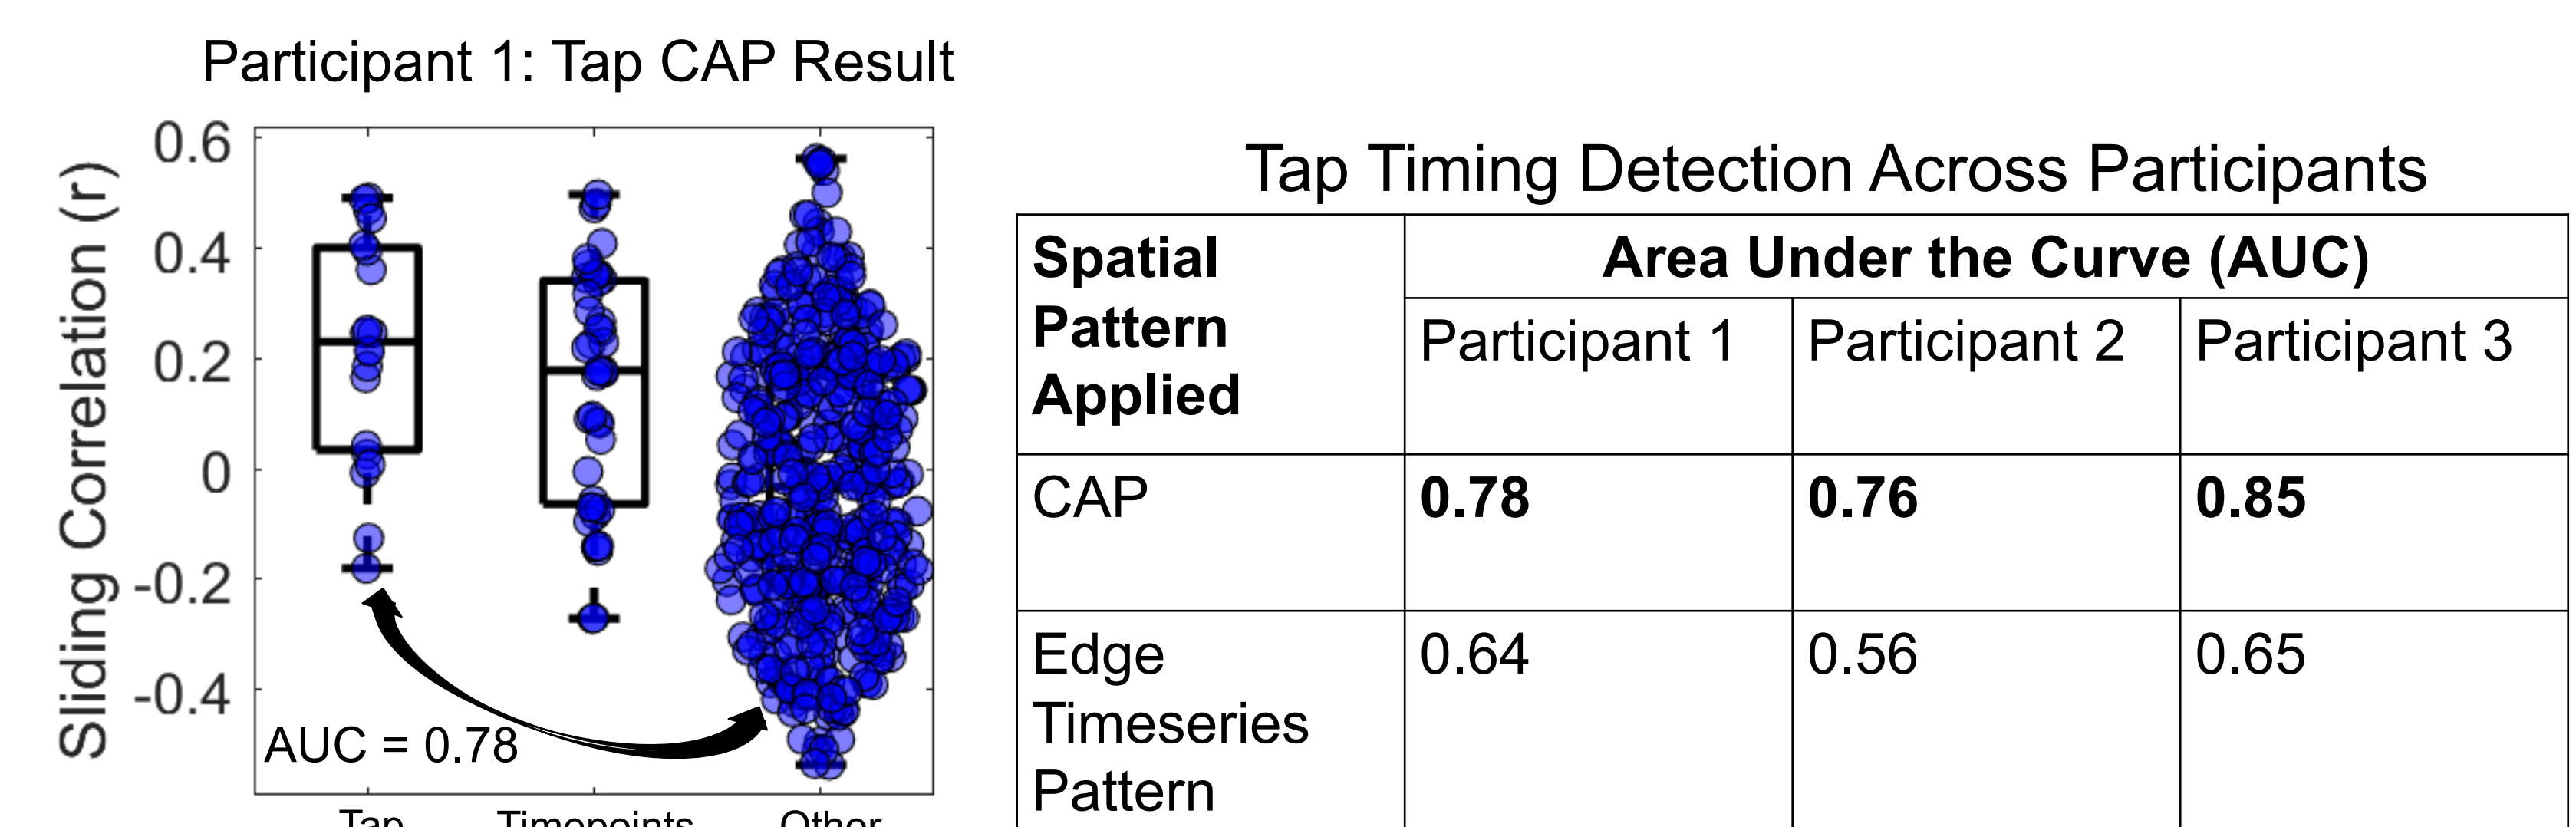 Participant 1: Tap CAP Result
Sliding Correlation (r)
0.6
0.4
0.2
0
-0.2
-0.4
AUC = 0.78
Tap
Timepoints
Other
Tap Timing Detection Across Participants
Spatial
Pattern
Applied
Area Under the Curve (AUC)
Participant 1
Participant 2
Participant 3
CAP
0.78
0.76
0.85
Edge
Timeseries
Pattern
0.64
0.56
0.65